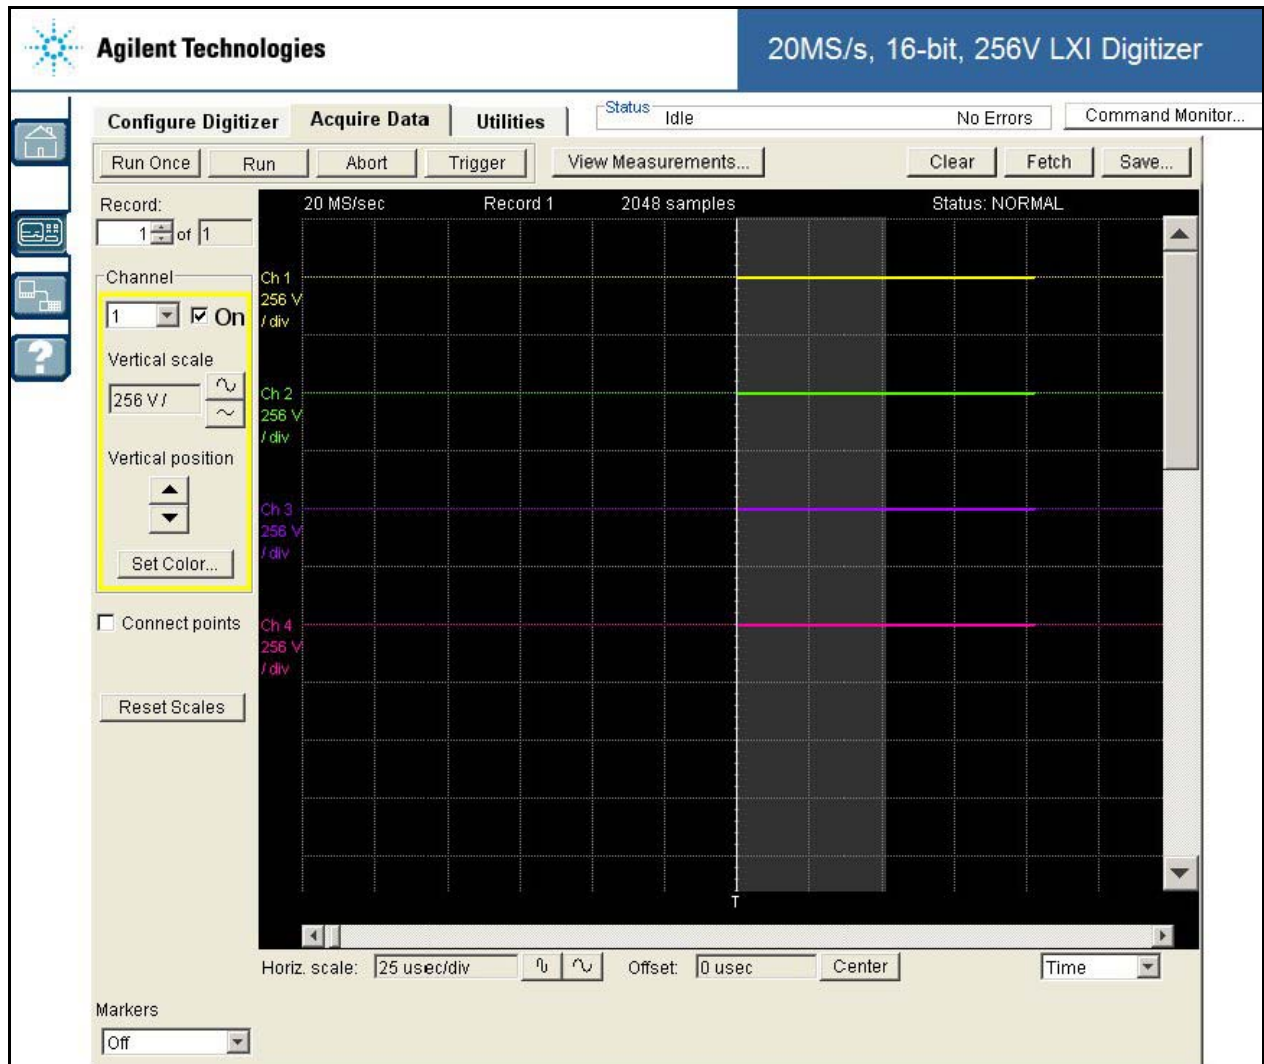 Agilent Technologies
20MS/s, 16-bit, 256V LXI Digitizer
Configure Digitizer Acquire Data Utilities Status Idle No Errors Command Monitor...
Run Once Run Abort Trigger View Measurements... Clear Fetch Save...
Record:
1 of 1
20 MS/sec Record 1 2048 samples Status: NORMAL
Channel
1 On
Vertical scale
256 V /
Vertical position
Set Color...
Connect points
Reset Scales
Ch 1
256 V
/ div
Ch 2
256 V
/ div
Ch 3
256 V
/ div
Ch 4
256 V
/ div
T
Horiz. scale: 25 usec/div Offset: 0 usec Center Time
Markers
Off